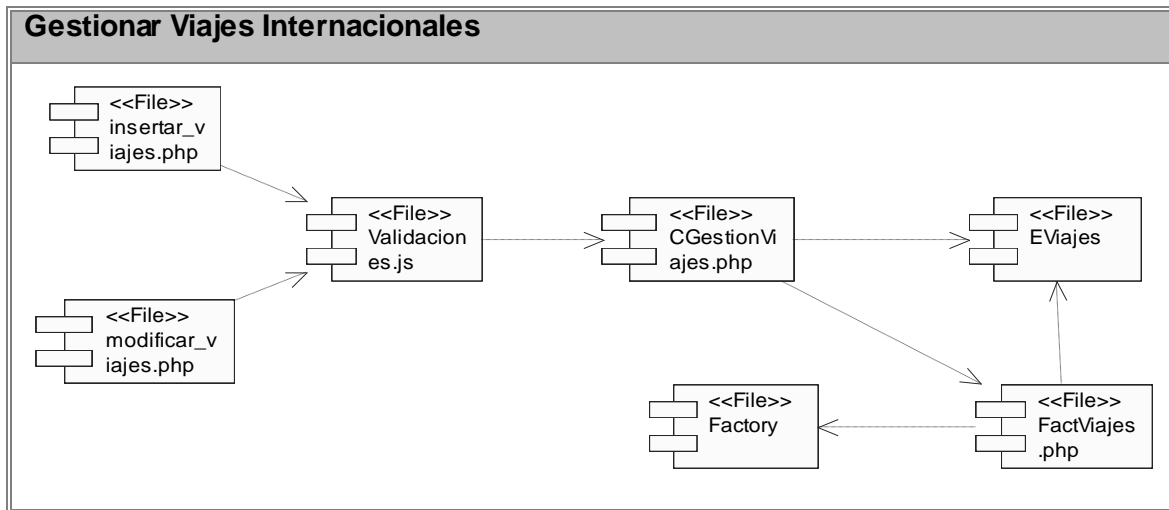 Gestionar Viajes Internacionales
<<File>>
insertar_v
iajes.php
<<File>>
Validacion
es.js
<<File>>
CGestionVi
ajes.php
<<File>>
EViajes
<<File>>
modificar_v
iajes.php
<<File>>
Factory
<<File>>
FactViajes
.php